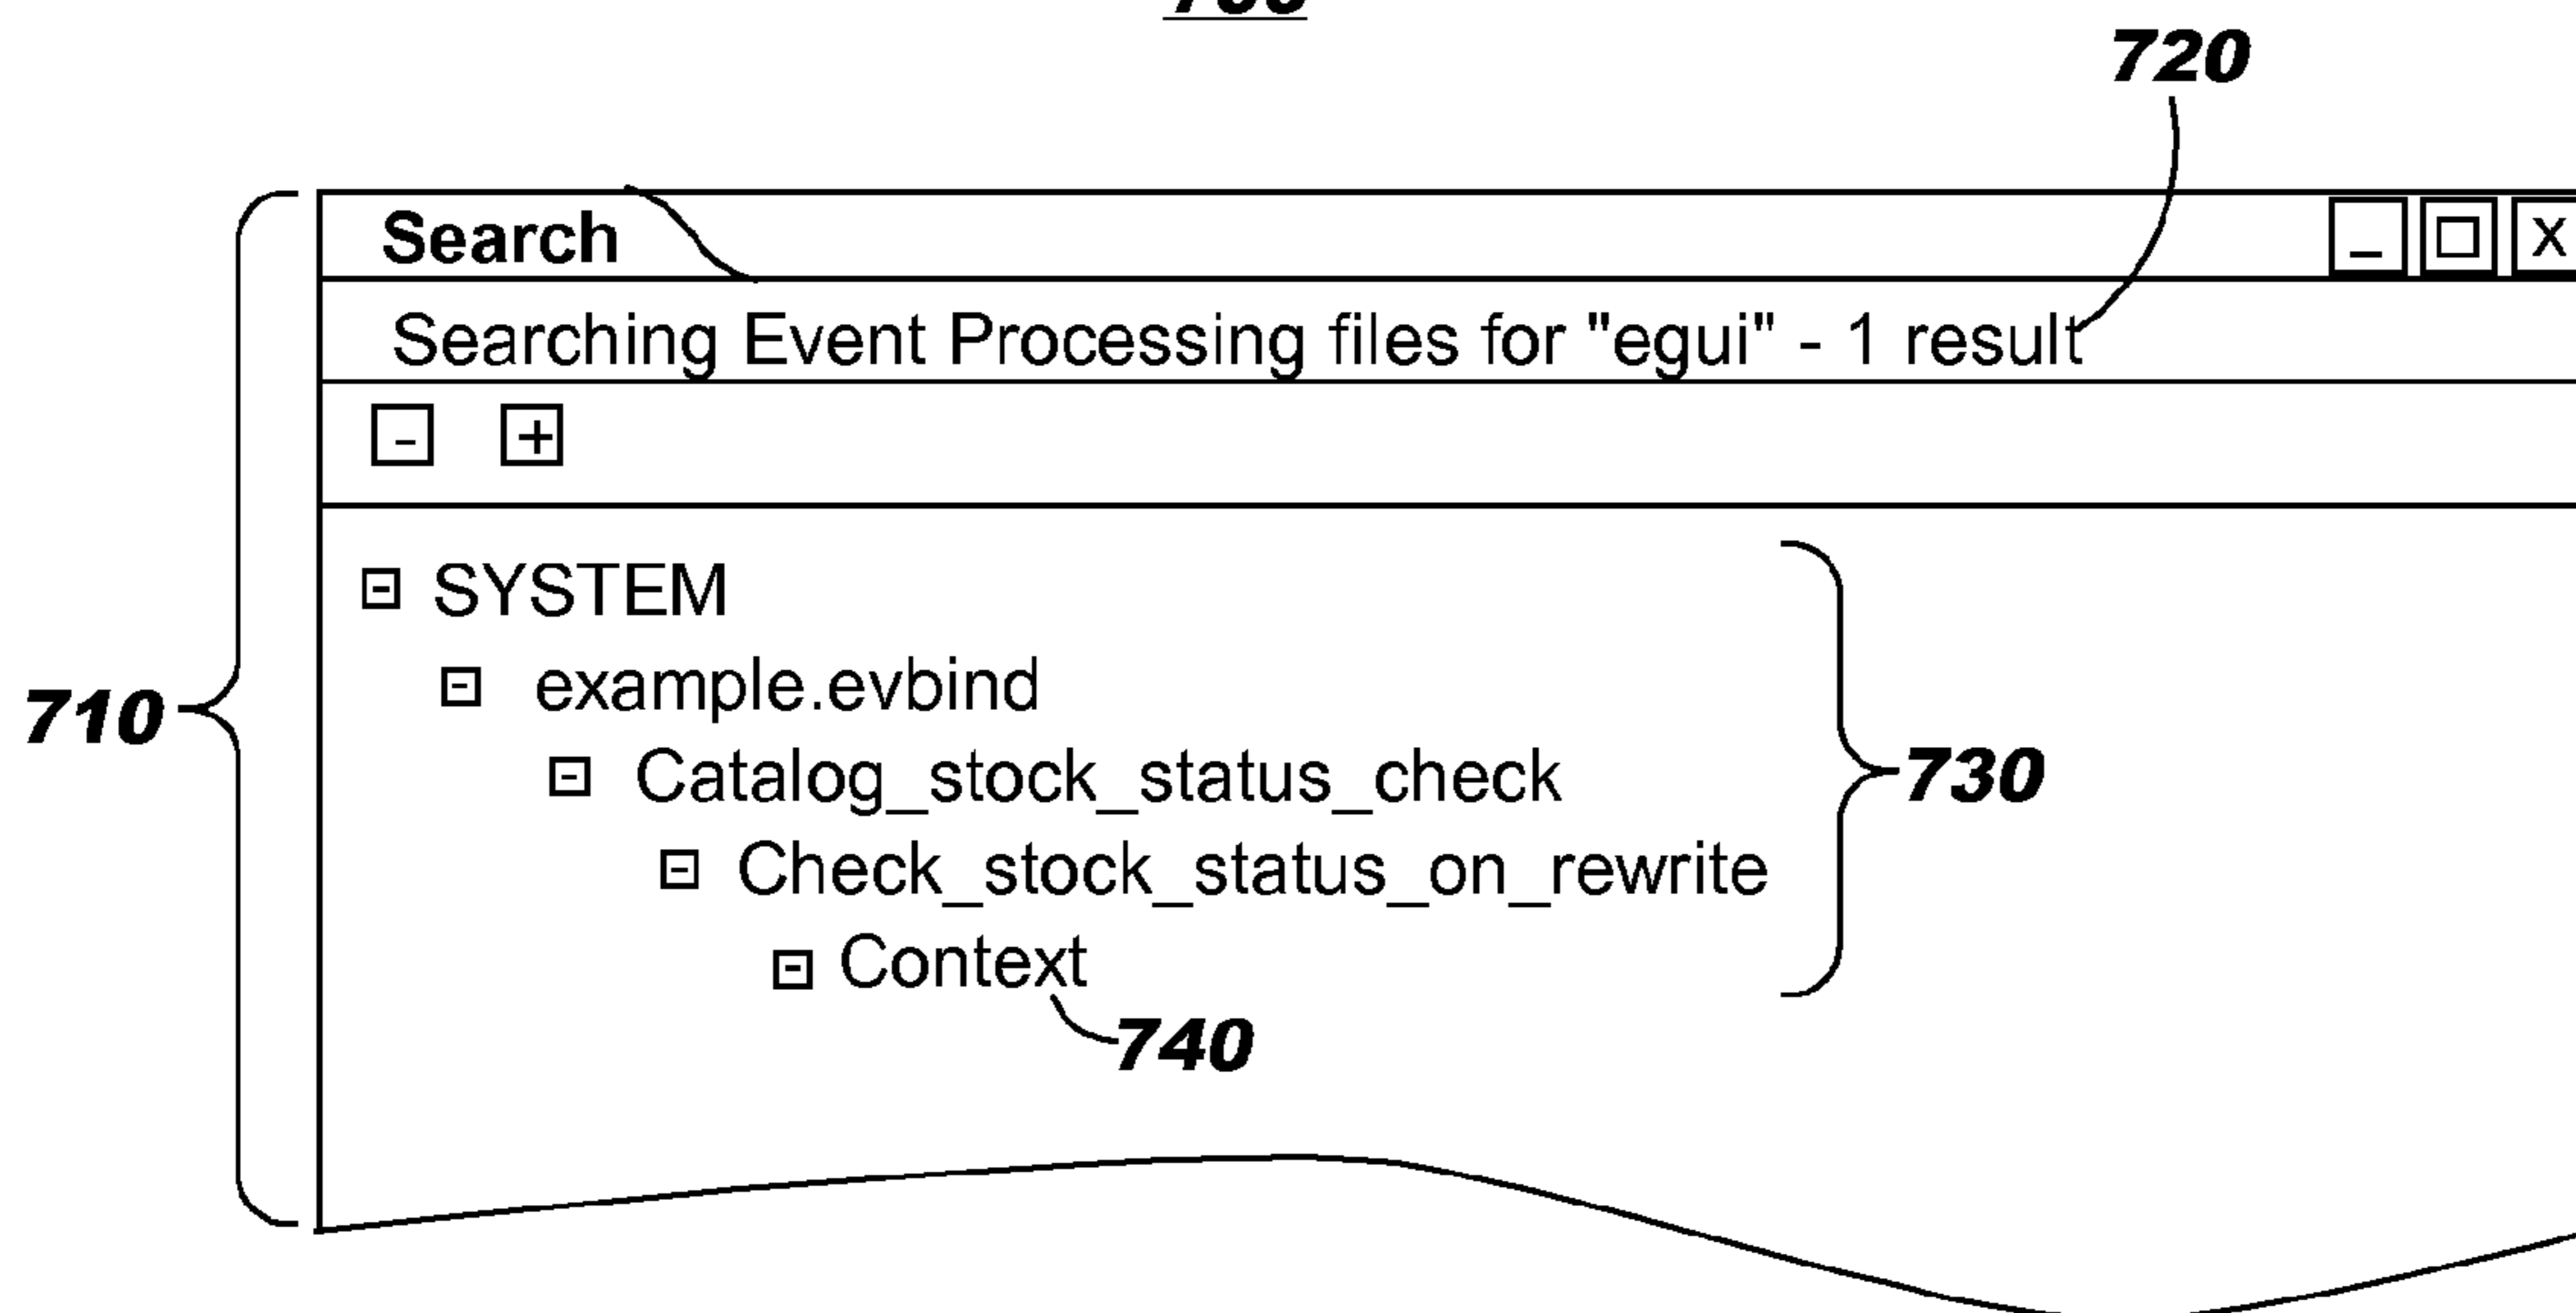 720
Search _ X
Searching Event Processing files for "egui" - 1 result
- +
- SYSTEM
- example.evbind
710
- Catalog_stock_status_check
730
- Check_stock_status_on_rewrite
- Context
740